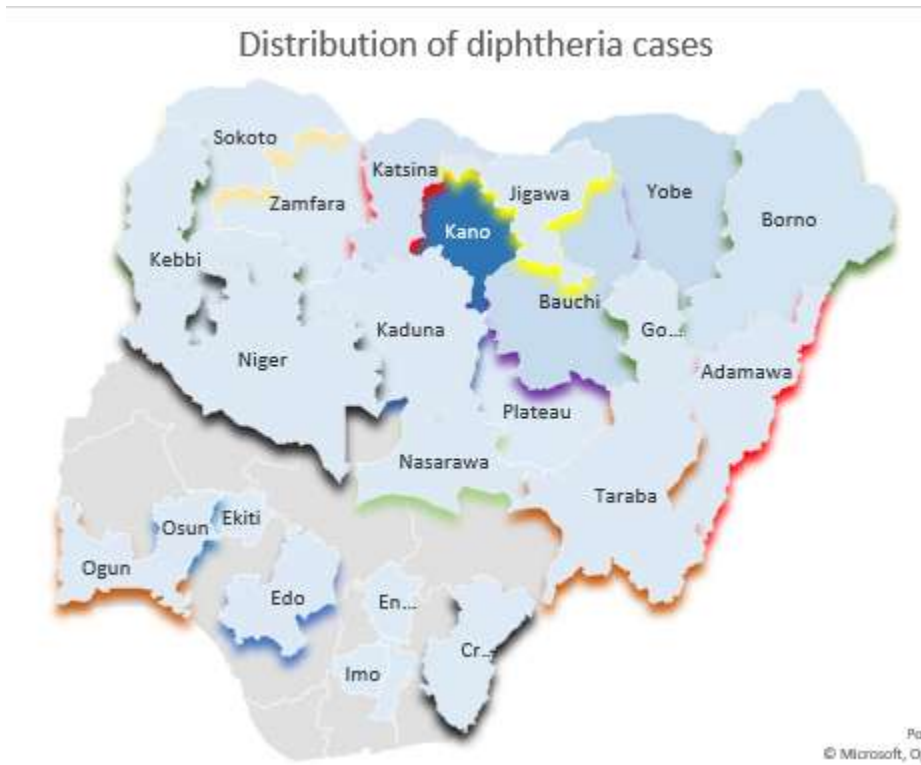 Distribution of diphtheria cases
Sokoto
Katsina
Jigawa
Yobe
Zamfara
Borno
Kano
Kebbi
Bauchi
Kaduna
Go...
Niger
Adamawa
Plateau
Nasarawa
Taraba
Ekiti
Osun
Ogun
Edo
En...
Cr...
Imo
Po
© Microsoft, O